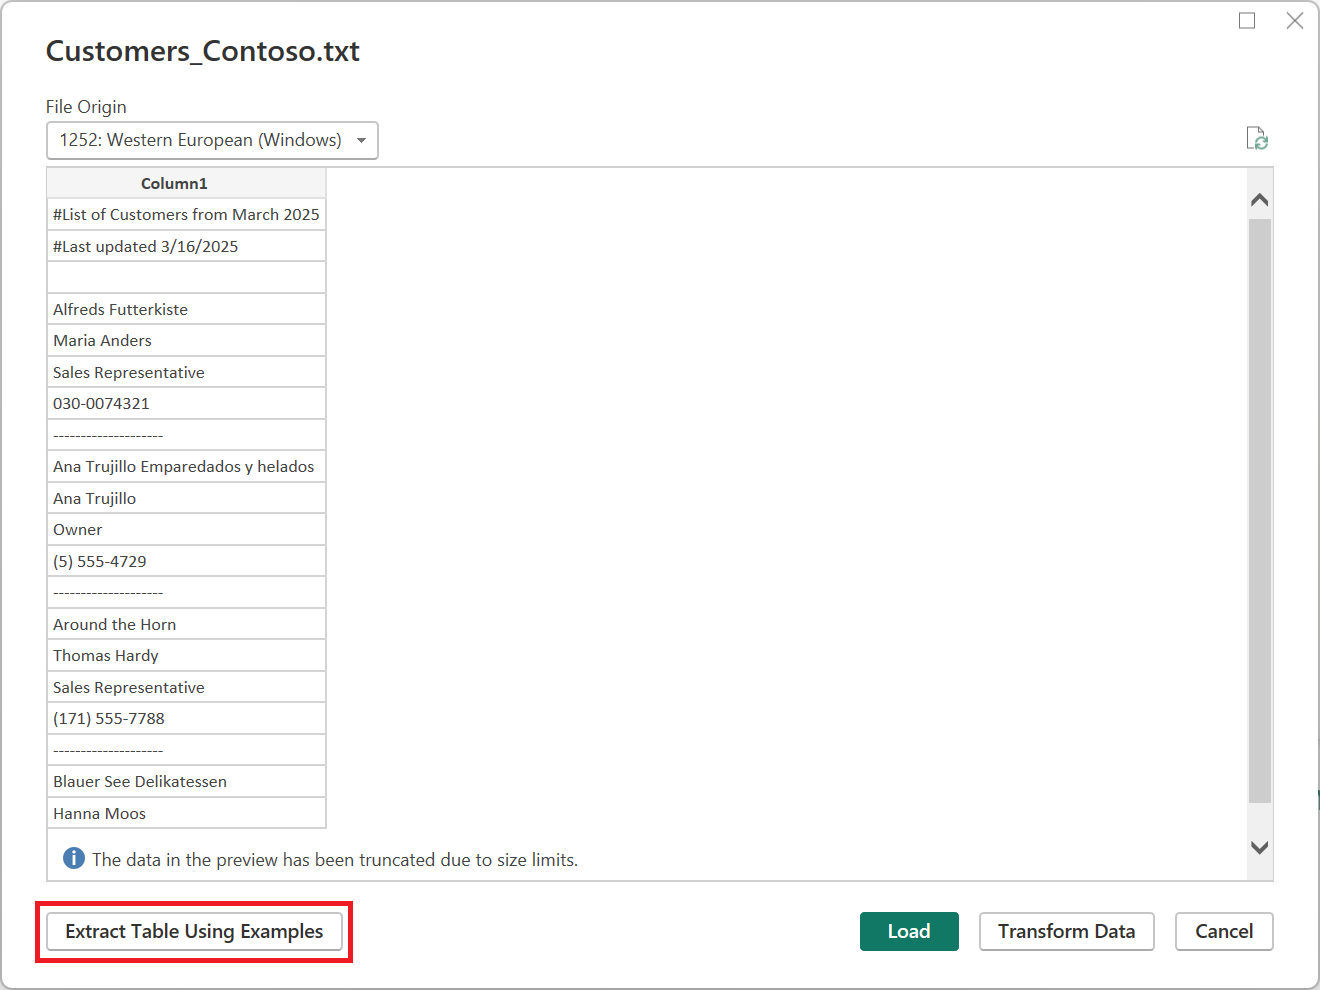 Customers_Contoso.txt
File Origin
1252: Western European (Windows)
Column1
#List of Customers from March 2025
#Last updated 3/16/2025
Alfreds Futterkiste
Maria Anders
Sales Representative
030-0074321
--------------------
Ana Trujillo Emparedados y helados
Ana Trujillo
Owner
(5) 555-4729
--------------------
Around the Horn
Thomas Hardy
Sales Representative
(171) 555-7788
--------------------
Blauer See Delikatessen
Hanna Moos
The data in the preview has been truncated due to size limits.
Extract Table Using Examples
Load
Transform Data
Cancel